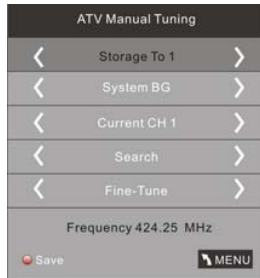 ATV Manual Tuning
Storage To 1
System BG
Current CH 1
Search
Fine-Tune
Frequency 424.25 MHz
Save MENU